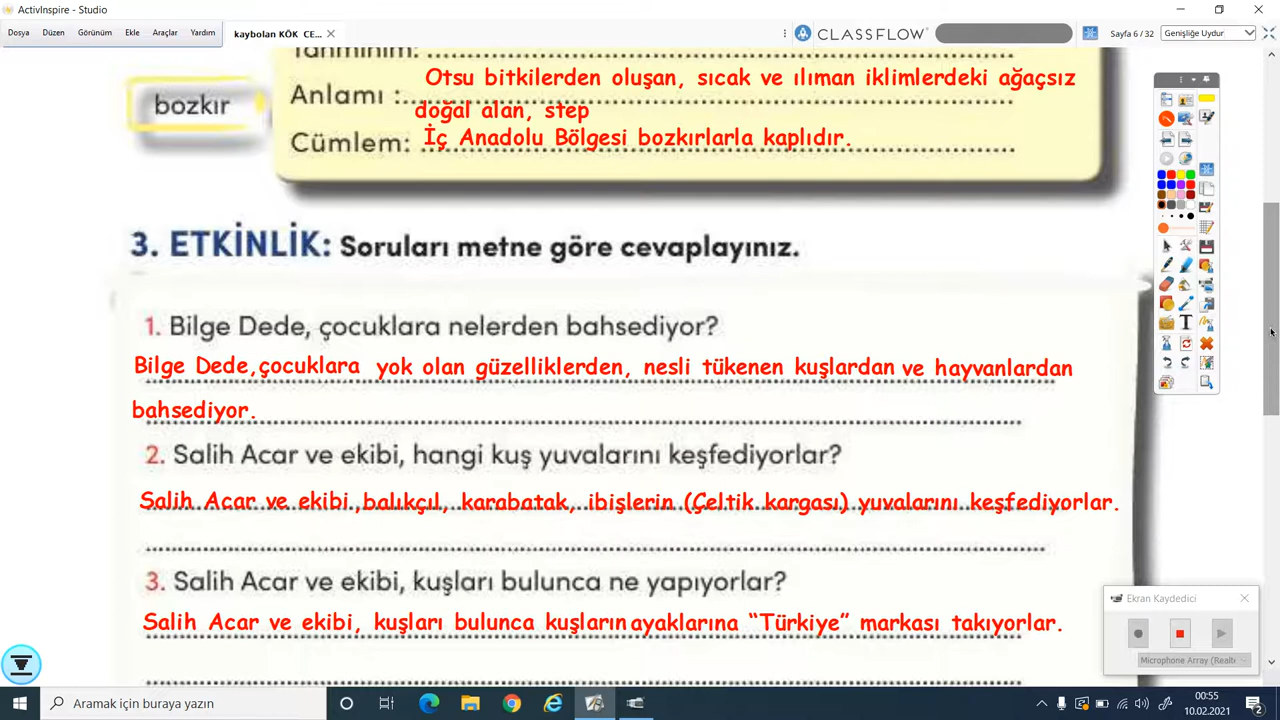 ActivInspire - Studio
Dosya Düzen Görünüm Ekle Araçlar Yardım
kaybolan KÖK CE...
CLASSFLOW
Sayfa 6 / 32
Genişliğe Uydur
Tahminim:
bozkır
Otsu bitkilerden oluşan, sıcak ve ılıman iklimlerdeki ağaçsız
Anlamı :
doğal alan, step
Cümlem: İç Anadolu Bölgesi bozkırlarla kaplıdır.
3. ETKİNLİK: Soruları metne göre cevaplayınız.
1. Bilge Dede, çocuklara nelerden bahsediyor?
Bilge Dede,çocuklara yok olan güzelliklerden, nesli tükenen kuşlardan ve hayvanlardan
bahsediyor.
2. Salih Acar ve ekibi, hangi kuş yuvalarını keşfediyorlar?
Salih Acar ve ekibi ,balıkçıl, karabatak, ibişlerin (Çeltik kargası) yuvalarını keşfediyorlar.
3. Salih Acar ve ekibi, kuşları bulunca ne yapıyorlar?
Salih Acar ve ekibi, kuşları bulunca kuşların ayaklarına “Türkiye” markası takıyorlar.
Ekran Kaydedici
Microphone Array (Realte
Aramak için buraya yazın
00:55
10.02.2021
2